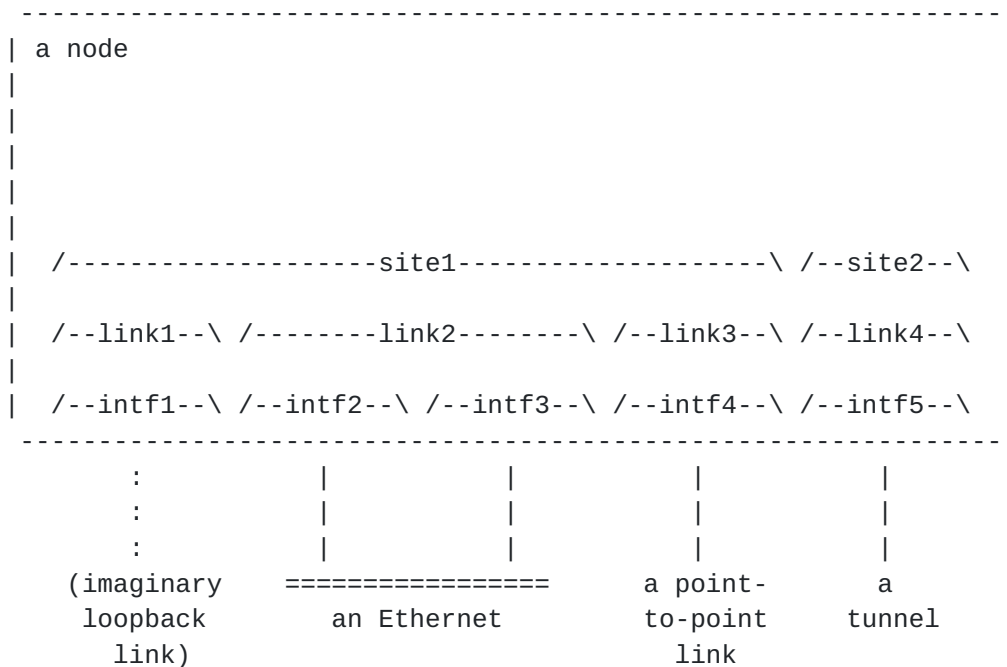 ---------------------------------------------------------------
| a node
|
|
|
|
|
|  /--------------------site1--------------------\ /--site2--\
|
|  /--link1--\ /--------link2--------\ /--link3--\ /--link4--\
|
|  /--intf1--\ /--intf2--\ /--intf3--\ /--intf4--\ /--intf5--\
---------------------------------------------------------------
        :           |           |           |           |
        :           |           |           |           |
        :           |           |           |           |
    (imaginary    =================      a point-       a
     loopback        an Ethernet         to-point     tunnel
       link)                               link